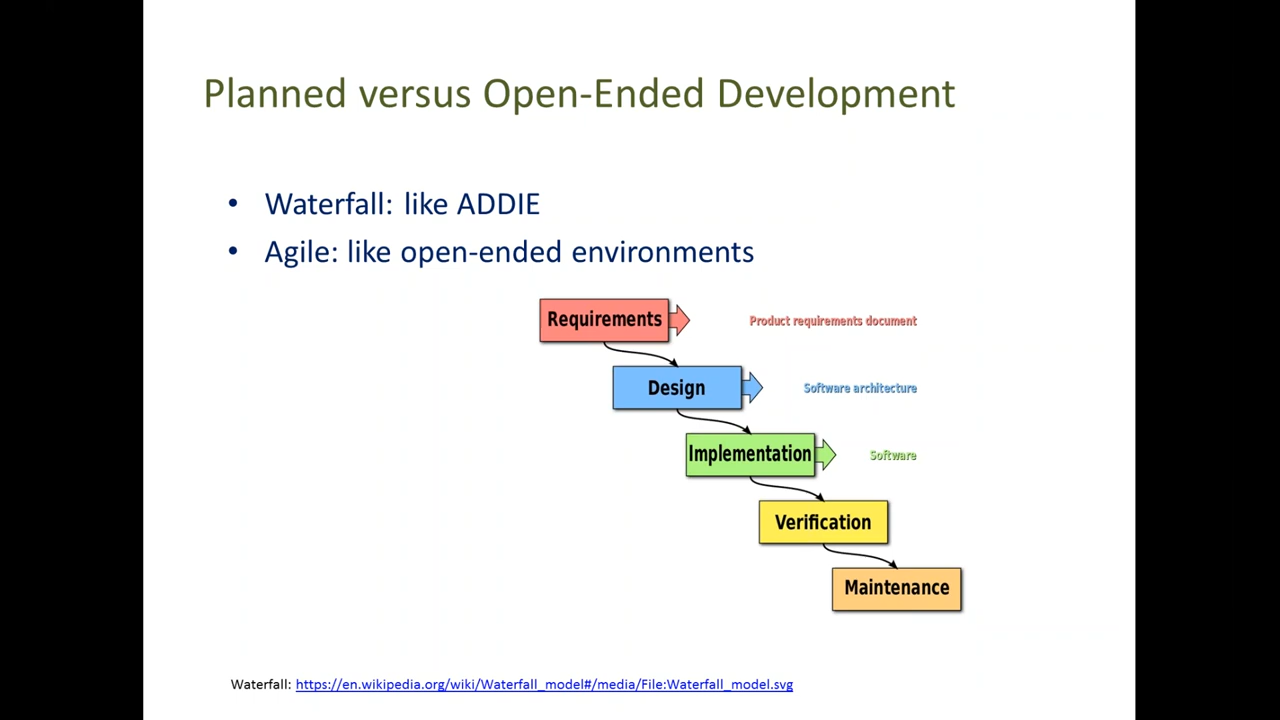 Planned versus Open-Ended Development
• Waterfall: like ADDIE
• Agile: like open-ended environments
Requirements
Product requirements document
Design
Software architecture
Implementation
Software
Verification
Maintenance
Waterfall: https://en.wikipedia.org/wiki/Waterfall_model#/media/File:Waterfall_model.svg